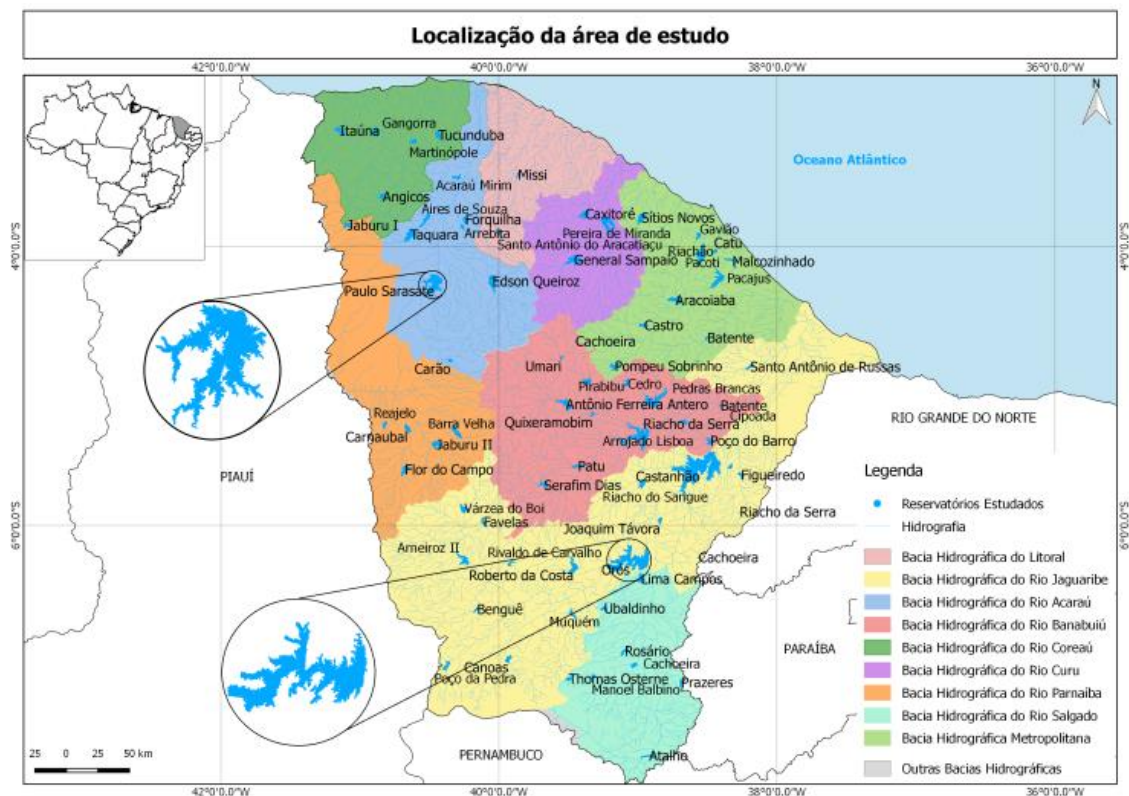 Localização da área de estudo
42°0'0.0"W 40°0'0.0"W 38°0'0.0"W 36°0'0.0"W
N
Oceano Atlântico
Itaúna
Gangorra
Tucunduba
Martinópole
Acaraú Mirim
Missi
Angicos
Aires de Souza
Forquilha
Jaburu I
Taquara
Arrebita
Caxitoré
Sítios Novos
Pereira de Miranda
Gavião
Santo Antônio do Aracatiaçu
Riachão
Catu
4°0'0.0"S
4°0'0.0"S
General Sampaio
Pacoti
Malcozinhado
Paulo Sarasate
Edson Queiroz
Pacajus
Aracoiaba
Castro
Cachoeira
Batente
Carão
Umari
Pompeu Sobrinho
Santo Antônio de Russas
Pirabibu
Cedro
Pedras Brancas
Antônio Ferreira Antero
Batente
Reajelo
Barra Velha
Quixeramobim
Riacho da Serra
Cipoada
RIO GRANDE DO NORTE
Carnaubal
Jaburu II
Arrojado Lisboa
Poço do Barro
PIAUÍ
Flor do Campo
Patu
Castanhão
Figueiredo
Serafim Dias
Riacho do Sangue
Várzea do Boi
Riacho da Serra
Favelas
Joaquim Távora
6°0'0.0"S
6°0'0.0"S
Ameiroz II
Rivaldo de Carvalho
Cachoeira
Roberto da Costa
Orós
Lima Campos
Benguê
Ubaldinho
Muquém
Rosário
PARAÍBA
Canoas
Cachoeira
Poço da Pedra
Thomas Osterne
Prazeres
Manoel Balbino
PERNAMBUCO
Atalho
25 0 25 50 km
Legenda
Reservatórios Estudados
Hidrografia
Bacia Hidrográfica do Litoral
Bacia Hidrográfica do Rio Jaguaribe
Bacia Hidrográfica do Rio Acaraú
Bacia Hidrográfica do Rio Banabuiú
Bacia Hidrográfica do Rio Coreaú
Bacia Hidrográfica do Rio Curu
Bacia Hidrográfica do Rio Parnaíba
Bacia Hidrográfica do Rio Salgado
Bacia Hidrográfica Metropolitana
Outras Bacias Hidrográficas
42°0'0.0"W 40°0'0.0"W 38°0'0.0"W 36°0'0.0"W